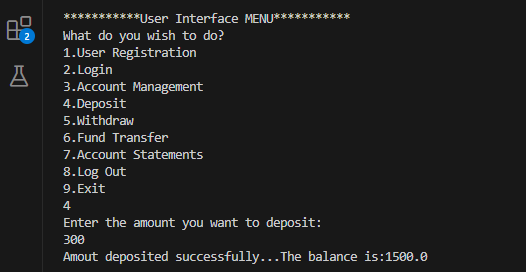 ***********User Interface MENU***********
What do you wish to do?
1.User Registration
2.Login
3.Account Management
4.Deposit
5.Withdraw
6.Fund Transfer
7.Account Statements
8.Log Out
9.Exit
4
Enter the amount you want to deposit:
300
Amout deposited successfully...The balance is:1500.0
2